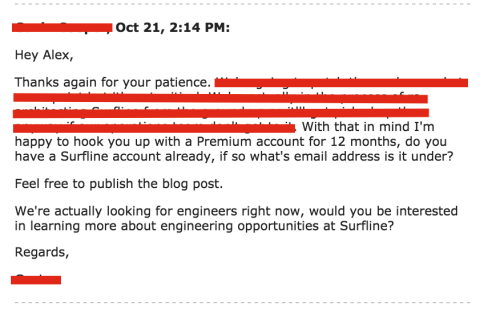 Oct 21, 2:14 PM:
Hey Alex,
Thanks again for your patience.
With that in mind I'm
happy to hook you up with a Premium account for 12 months, do you
have a Surfline account already, if so what's email address is it under?
Feel free to publish the blog post.
We're actually looking for engineers right now, would you be interested
in learning more about engineering opportunities at Surfline?
Regards,